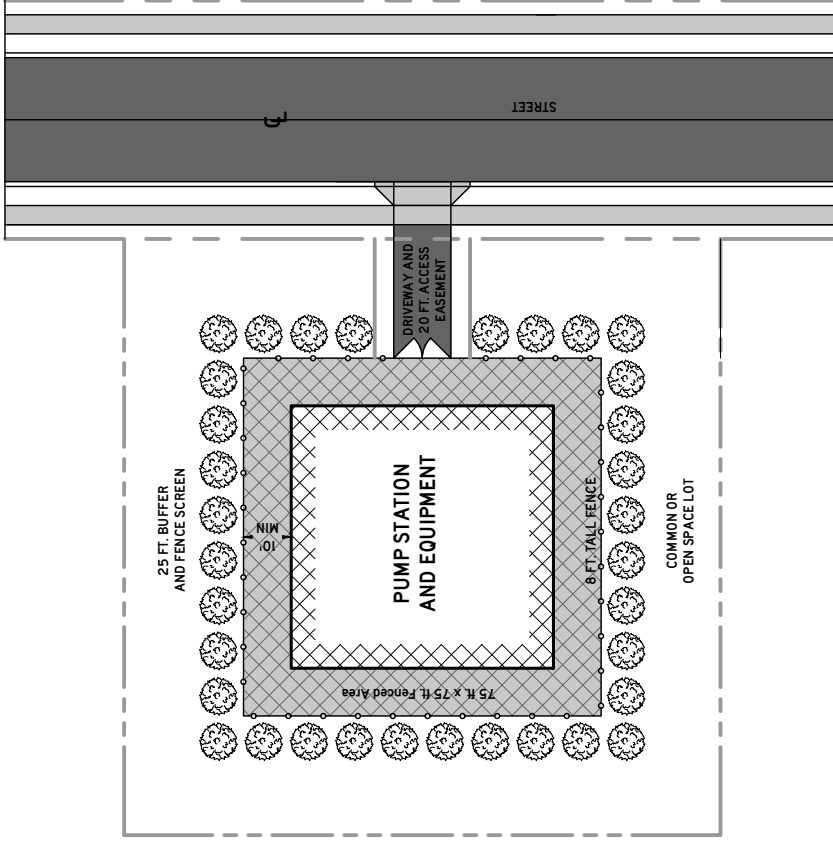 STREET
DRIVEWAY AND
20 FT. ACCESS
EASEMENT
25 FT. BUFFER
AND FENCE SCREEN
10'
MIN
PUMP STATION
AND EQUIPMENT
8 FT. TALL FENCE
COMMON OR
OPEN SPACE LOT
75 ft. x 75 ft. Fenced Area